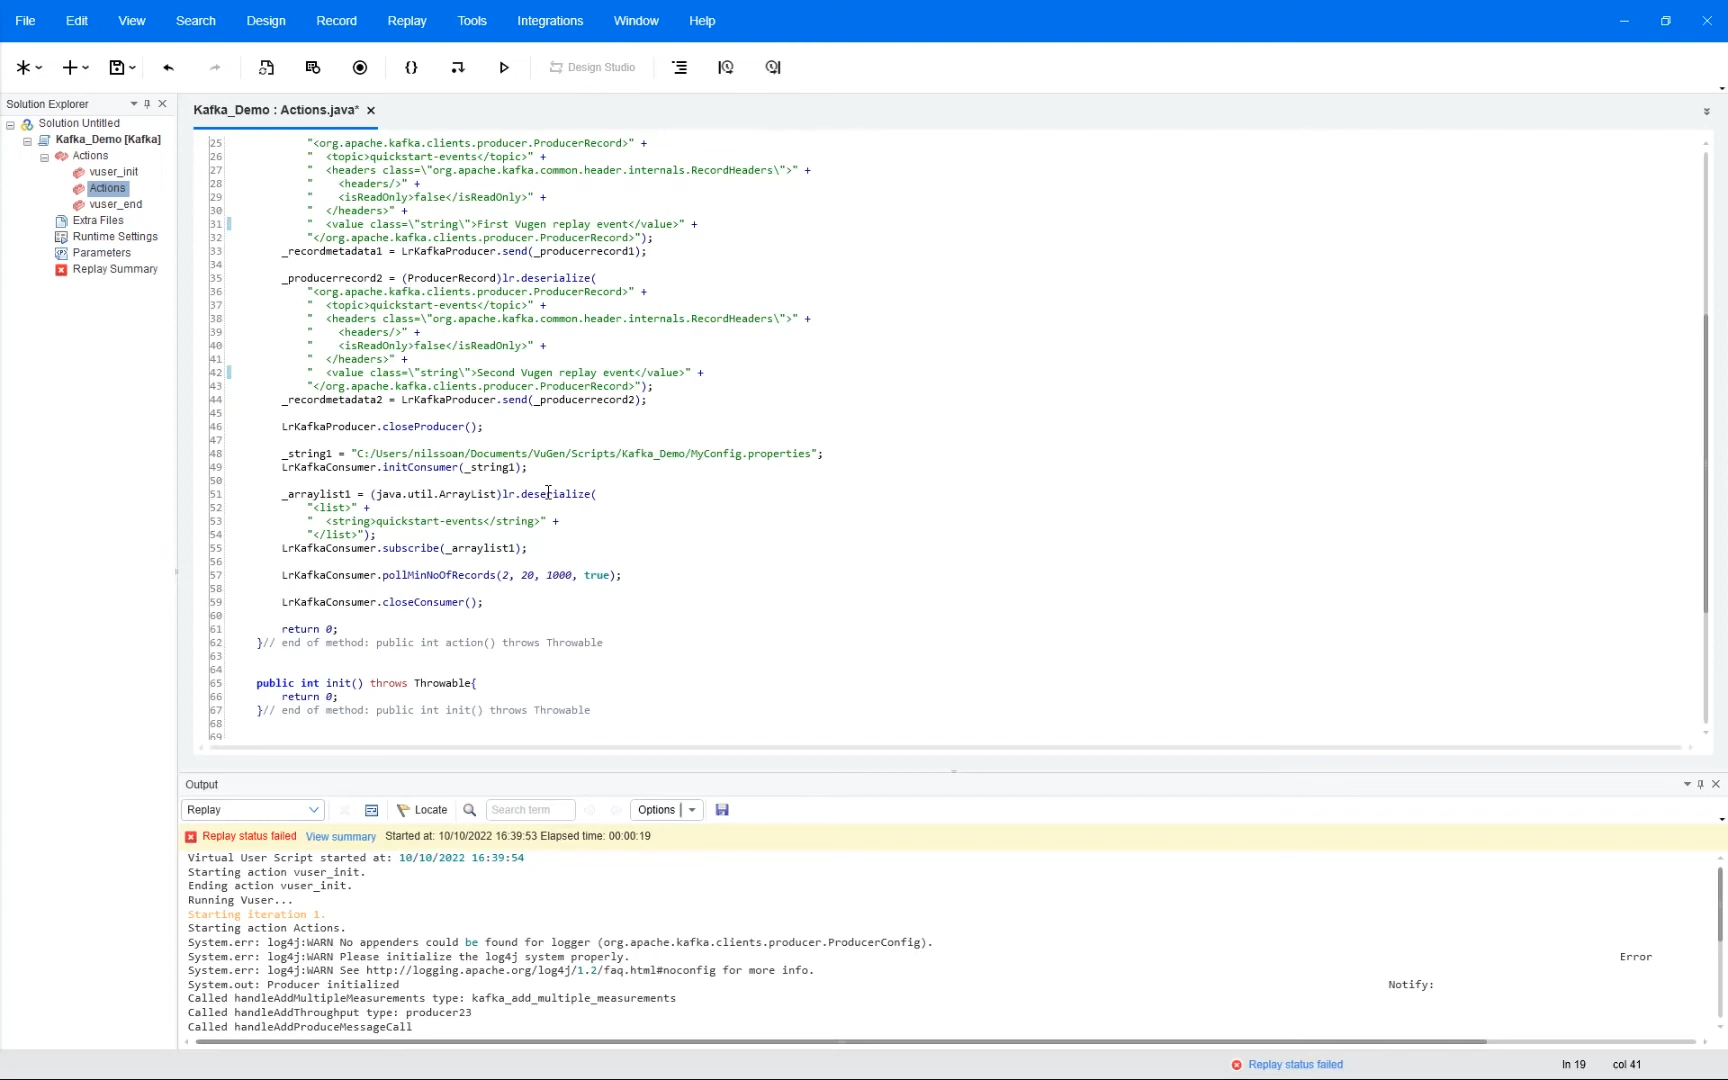 File Edit View Search Design Record Replay Tools Integrations Window Help
Design Studio
Solution Explorer
Solution Untitled
Kafka_Demo [Kafka]
Actions
vuser_init
Actions
vuser_end
Extra Files
Runtime Settings
Parameters
Replay Summary
Kafka_Demo : Actions.java*
25 "<org.apache.kafka.clients.producer.ProducerRecord>" +
26 "  <topic>quickstart-events</topic>" +
27 "  <headers class=\"org.apache.kafka.common.header.internals.RecordHeaders\">" +
28 "    <headers/>" +
29 "    <isReadOnly>false</isReadOnly>" +
30 "  </headers>" +
31 "  <value class=\"string\">First Vugen replay event</value>" +
32 "</org.apache.kafka.clients.producer.ProducerRecord>");
33 _recordmetadata1 = LrKafkaProducer.send(_producerrecord1);
34
35 _producerrecord2 = (ProducerRecord)lr.deserialize(
36 "<org.apache.kafka.clients.producer.ProducerRecord>" +
37 "  <topic>quickstart-events</topic>" +
38 "  <headers class=\"org.apache.kafka.common.header.internals.RecordHeaders\">" +
39 "    <headers/>" +
40 "    <isReadOnly>false</isReadOnly>" +
41 "  </headers>" +
42 "  <value class=\"string\">Second Vugen replay event</value>" +
43 "</org.apache.kafka.clients.producer.ProducerRecord>");
44 _recordmetadata2 = LrKafkaProducer.send(_producerrecord2);
45
46 LrKafkaProducer.closeProducer();
47
48 _string1 = "C:/Users/nilssoan/Documents/VuGen/Scripts/Kafka_Demo/MyConfig.properties";
49 LrKafkaConsumer.initConsumer(_string1);
50
51 _arraylist1 = (java.util.ArrayList)lr.deserialize(
52 "<list>" +
53 "  <string>quickstart-events</string>" +
54 "</list>");
55 LrKafkaConsumer.subscribe(_arraylist1);
56
57 LrKafkaConsumer.pollMinNoOfRecords(2, 20, 1000, true);
58
59 LrKafkaConsumer.closeConsumer();
60
61 return 0;
62 }// end of method: public int action() throws Throwable
63
64
65 public int init() throws Throwable{
66 return 0;
67 }// end of method: public int init() throws Throwable
68
69
Output
Replay Locate Search term Options
Replay status failed View summary Started at: 10/10/2022 16:39:53 Elapsed time: 00:00:19
Virtual User Script started at: 10/10/2022 16:39:54
Starting action vuser_init.
Ending action vuser_init.
Running Vuser...
Starting iteration 1.
Starting action Actions.
System.err: log4j:WARN No appenders could be found for logger (org.apache.kafka.clients.producer.ProducerConfig).
System.err: log4j:WARN Please initialize the log4j system properly. Error
System.err: log4j:WARN See http://logging.apache.org/log4j/1.2/faq.html#noconfig for more info.
System.out: Producer initialized Notify:
Called handleAddMultipleMeasurements type: kafka_add_multiple_measurements
Called handleAddThroughput type: producer23
Called handleAddProduceMessageCall
Replay status failed ln 19 col 41